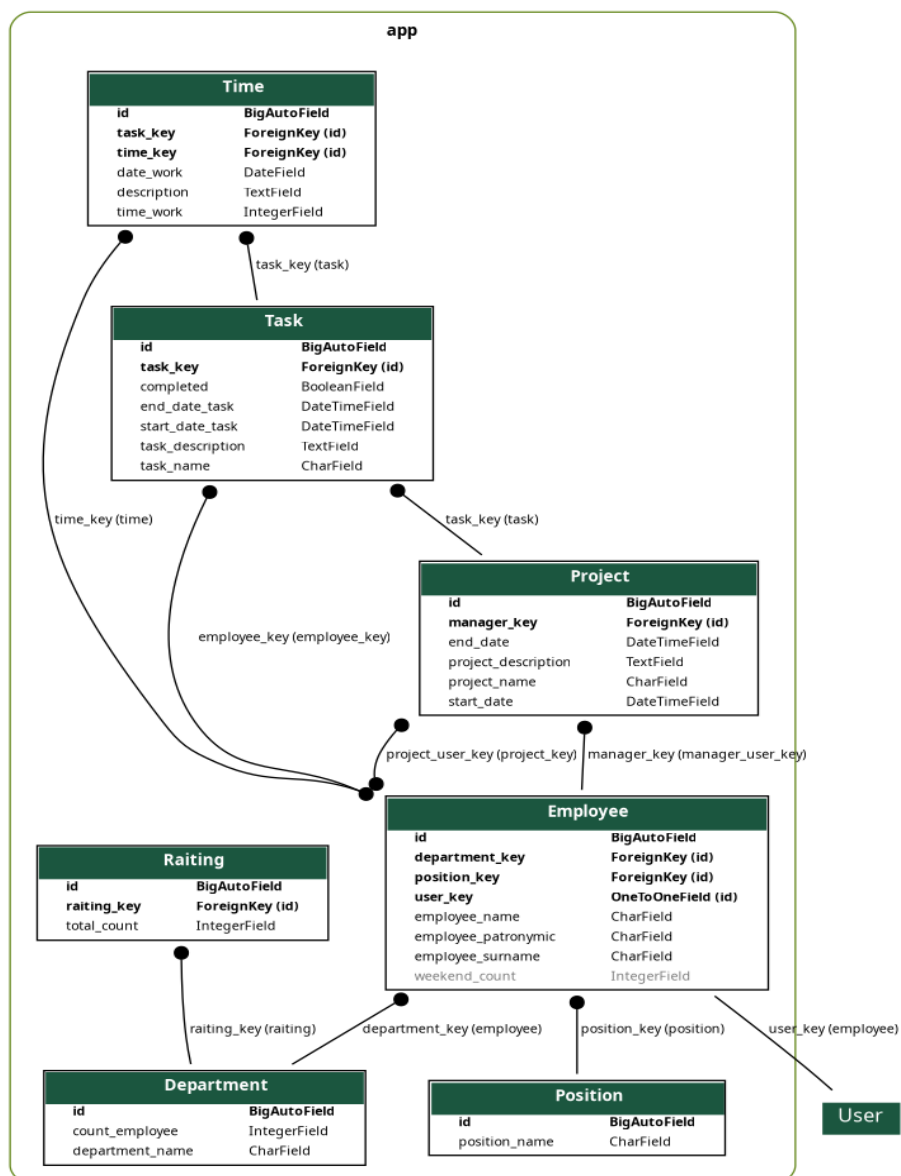 app
Time
id BigAutoField
task_key ForeignKey (id)
time_key ForeignKey (id)
date_work DateField
description TextField
time_work IntegerField
task_key (task)
Task
id BigAutoField
task_key ForeignKey (id)
completed BooleanField
end_date_task DateTimeField
start_date_task DateTimeField
task_description TextField
task_name CharField
time_key (time)
task_key (task)
Project
id BigAutoField
manager_key ForeignKey (id)
end_date DateTimeField
project_description TextField
project_name CharField
start_date DateTimeField
employee_key (employee_key)
project_user_key (project_key)
manager_key (manager_user_key)
Employee
id BigAutoField
department_key ForeignKey (id)
position_key ForeignKey (id)
user_key OneToOneField (id)
employee_name CharField
employee_patronymic CharField
employee_surname CharField
weekend_count IntegerField
Raiting
id BigAutoField
raiting_key ForeignKey (id)
total_count IntegerField
raiting_key (raiting)
department_key (employee)
position_key (position)
user_key (employee)
Department
id BigAutoField
count_employee IntegerField
department_name CharField
Position
id BigAutoField
position_name CharField
User